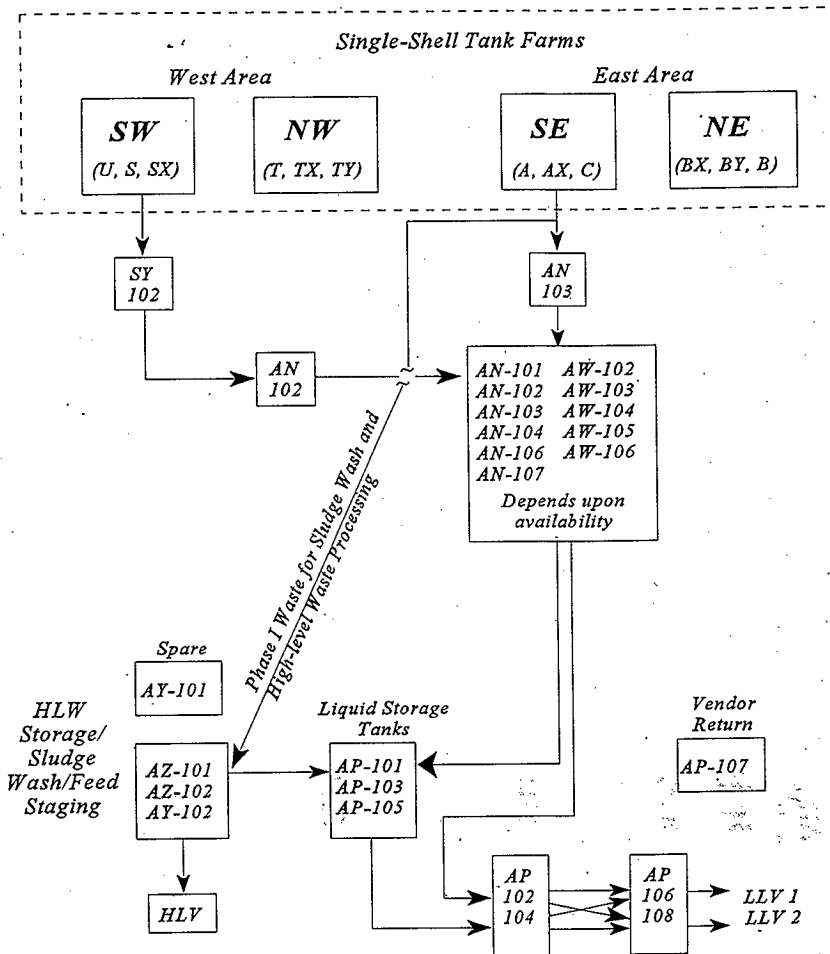 Single-Shell Tank Farms
West Area
East Area
SW
(U, S, SX)
NW
(T, TX, TY)
SE
(A, AX, C)
NE
(BX, BY, B)
SY
102
AN
103
AN
102
AN-101 AW-102
AN-102 AW-103
AN-103 AW-104
AN-104 AW-105
AN-106 AW-106
AN-107
Depends upon
availability
Phase I Waste for Sludge Wash and
High-level Waste Processing
Spare
AY-101
HLW
Storage/
Sludge
Wash/Feed
Staging
AZ-101
AZ-102
AY-102
HLV
Liquid Storage
Tanks
AP-101
AP-103
AP-105
Vendor
Return
AP-107
AP
102
104
AP
106
108
LLV 1
LLV 2